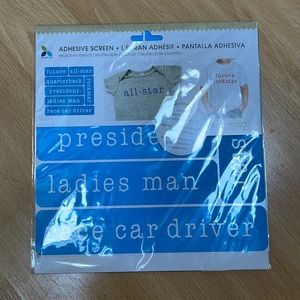 ADHESIVE SCREEN • L'ÉCRAN ADHÉSIF • PANTALLA ADHESIVA
future all-star
quarterback
president
ladies man
race car driver
rockstar
all-star
future
rockstar
preside
ladies man
race car driver